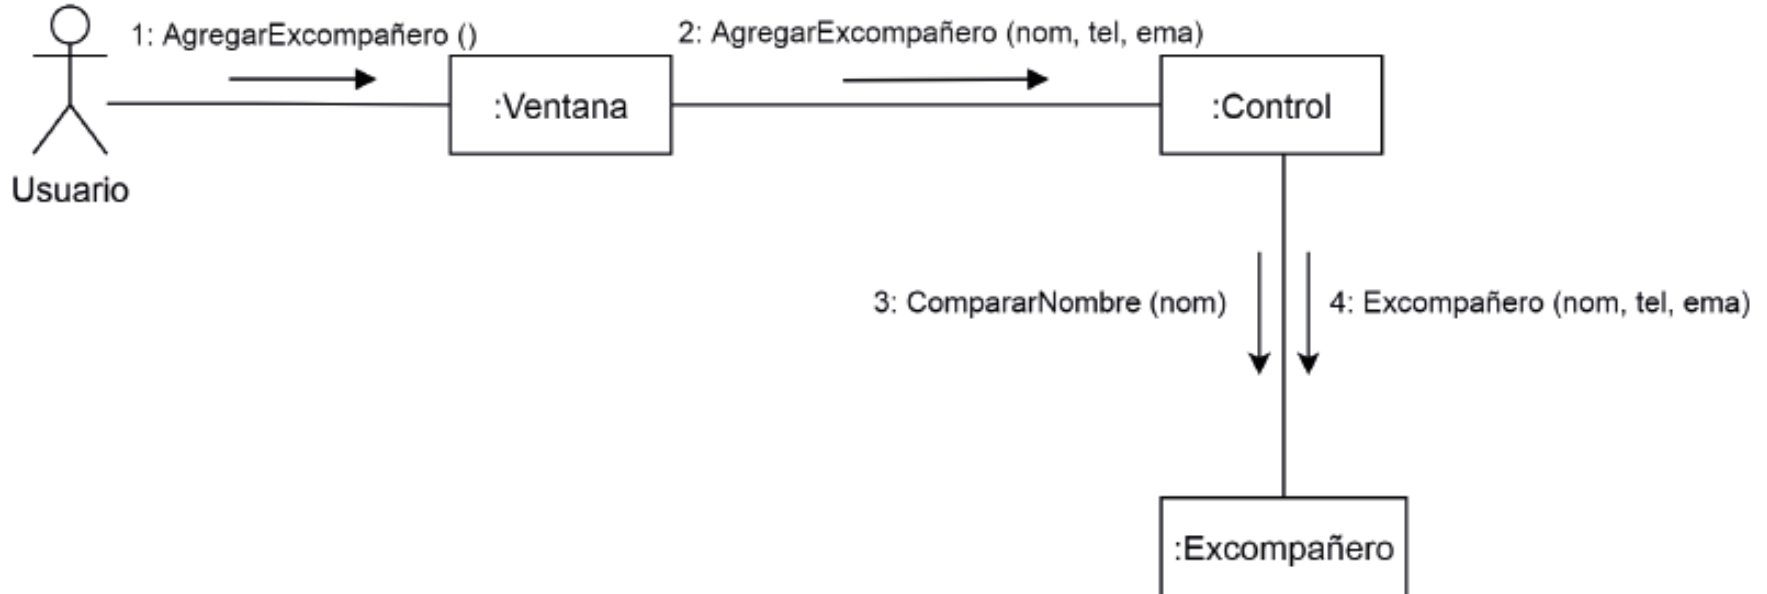 1: AgregarExcompañero ()
2: AgregarExcompañero (nom, tel, ema)
:Ventana
:Control
Usuario
3: CompararNombre (nom)
4: Excompañero (nom, tel, ema)
:Excompañero